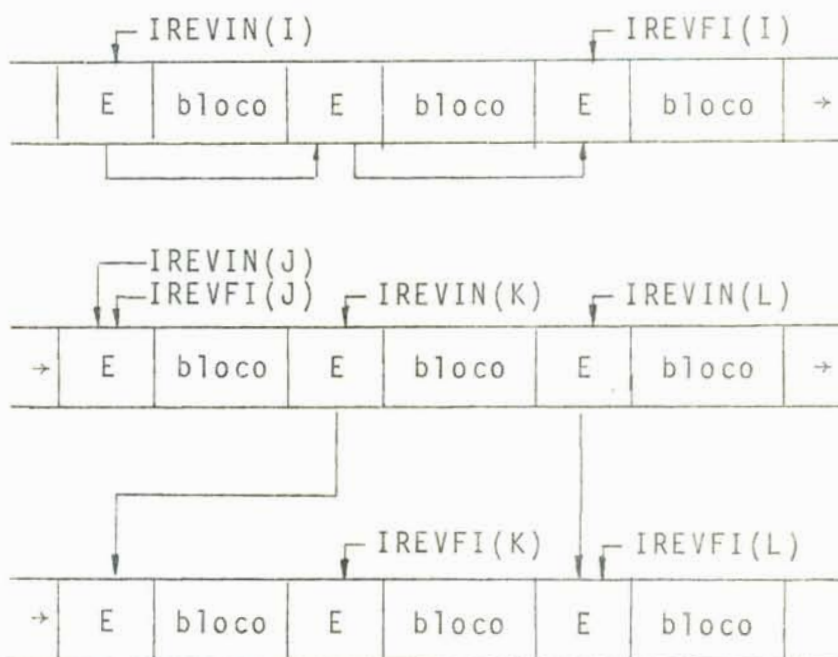 IREVIN(I) IREVFI(I)
E bloco E bloco E bloco →
IREVIN(J)
IREVFI(J) IREVIN(K) IREVIN(L)
→ E bloco E bloco E bloco →
IREVFI(K) IREVFI(L)
→ E bloco E bloco E bloco